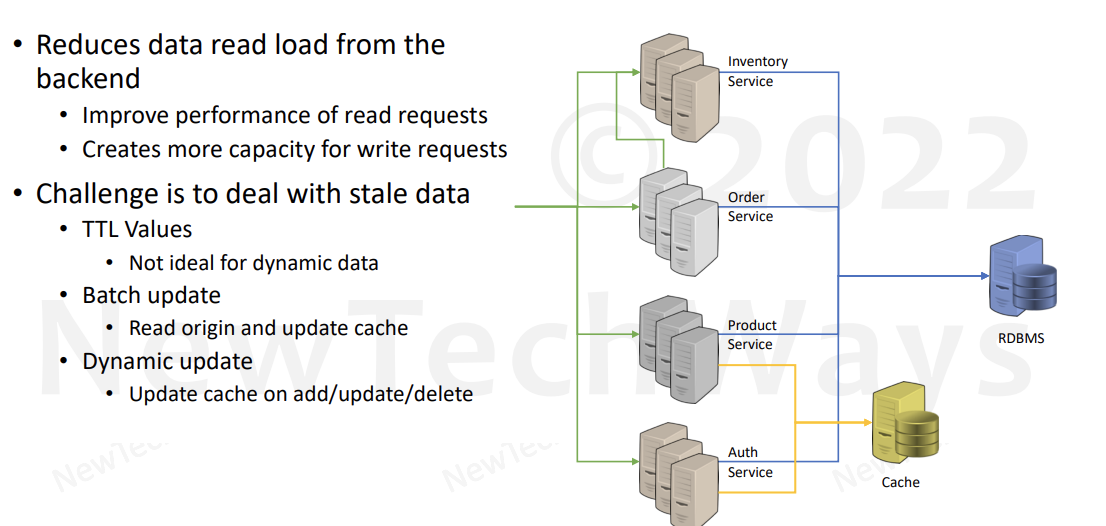 • Reduces data read load from the
backend
• Improve performance of read requests
• Creates more capacity for write requests
• Challenge is to deal with stale data
• TTL Values
• Not ideal for dynamic data
• Batch update
• Read origin and update cache
• Dynamic update
• Update cache on add/update/delete
Inventory
Service
Order
Service
Product
Service
Auth
Service
RDBMS
Cache
© 2022
NewTechWays
NewTec
NewTec
New